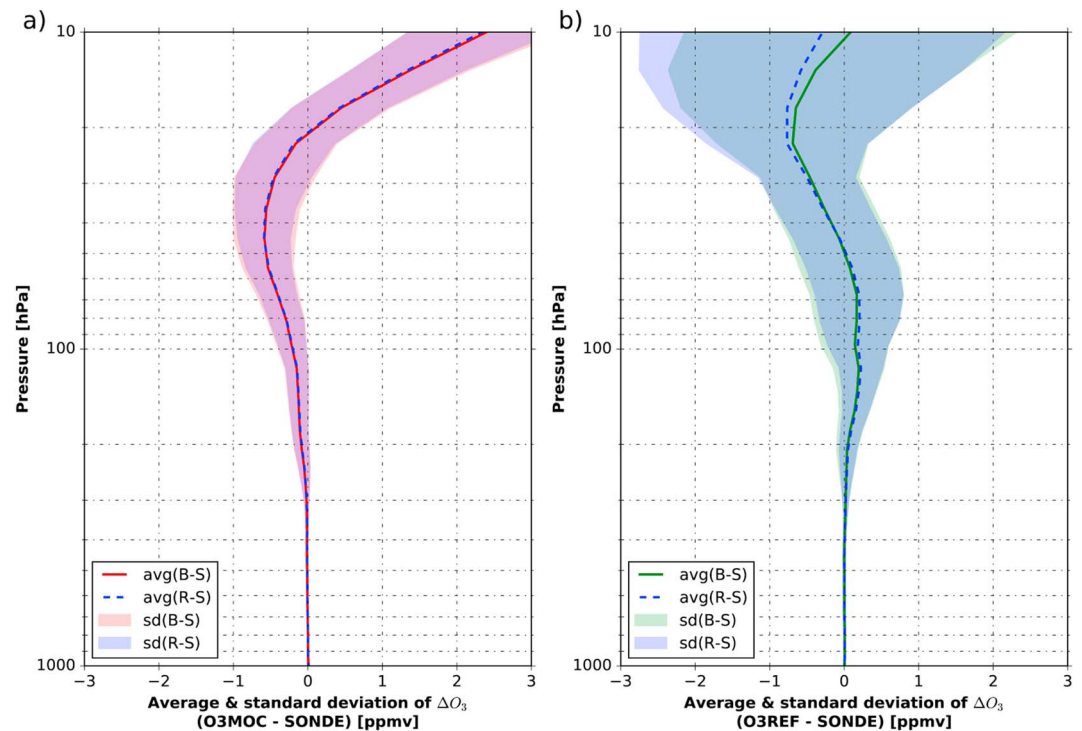 a)
10
100
1000
Pressure [hPa]
avg(B-S)
avg(R-S)
sd(B-S)
sd(R-S)
−3 −2 −1 0 1 2 3
Average & standard deviation of ΔO₃
(O3MOC - SONDE) [ppmv]
b)
10
100
1000
Pressure [hPa]
avg(B-S)
avg(R-S)
sd(B-S)
sd(R-S)
−3 −2 −1 0 1 2 3
Average & standard deviation of ΔO₃
(O3REF - SONDE) [ppmv]